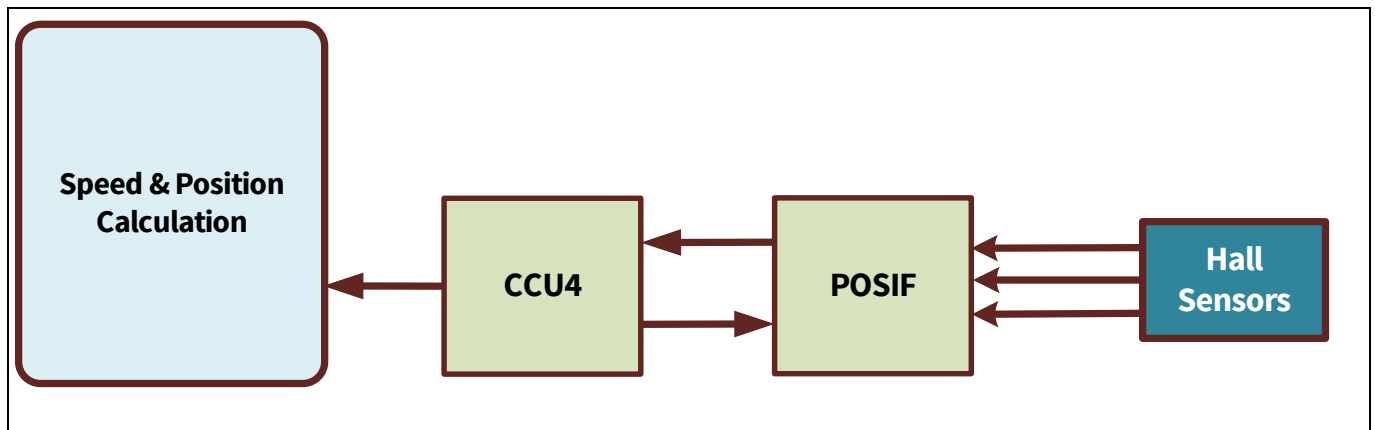 Speed & Position
Calculation
CCU4
POSIF
Hall
Sensors